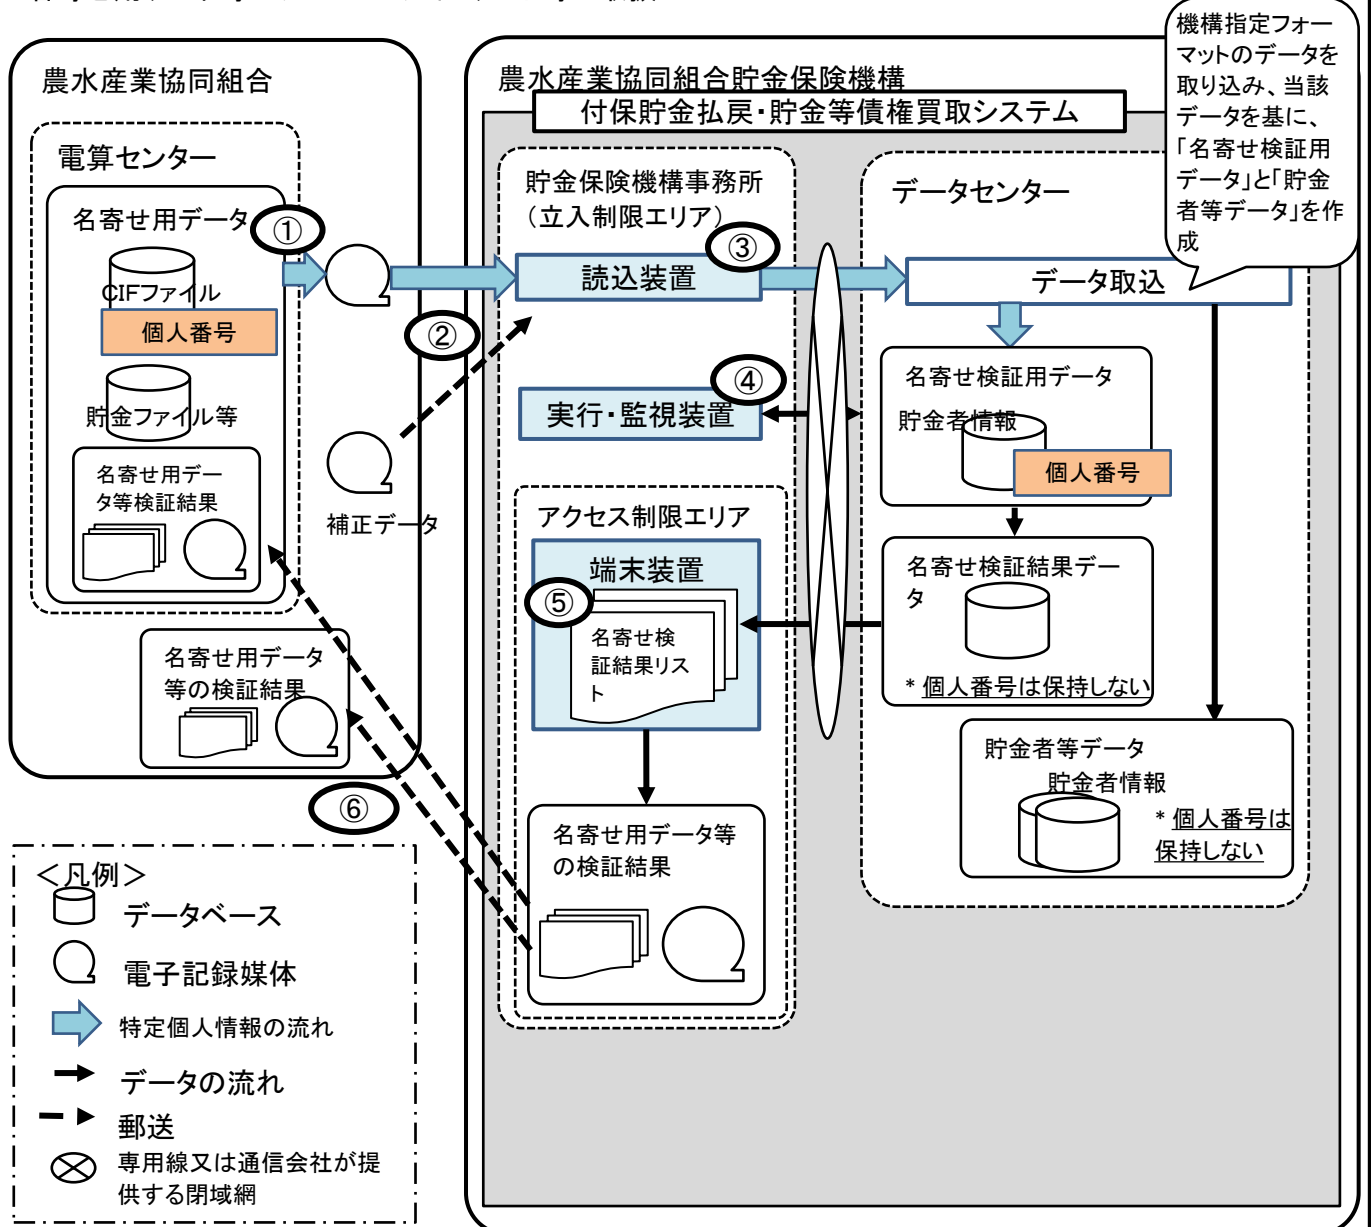 農水産業協同組合
電算センター
名寄せ用データ
①
CIFファイル
個人番号
貯金ファイル等
名寄せ用デー
タ等検証結果
②
補正データ
名寄せ用データ
等の検証結果
⑥
農水産業協同組合貯金保険機構
付保貯金払戻・貯金等債権買取システム
貯金保険機構事務所
(立入制限エリア)
③
読込装置
④
実行・監視装置
アクセス制限エリア
端末装置
⑤
名寄せ検
証結果リス
ト
名寄せ用データ等
の検証結果
データセンター
機構指定フォー
マットのデータを
取り込み、当該
データを基に、
「名寄せ検証用
データ」と「貯金
者等データ」を作
成
データ取込
名寄せ検証用データ
貯金者情報
個人番号
名寄せ検証結果デー
タ
* 個人番号は保持しない
貯金者等データ
貯金者情報
* 個人番号は
保持しない
<凡例>
データベース
電子記録媒体
特定個人情報の流れ
データの流れ
郵送
専用線又は通信会社が提
供する閉域網